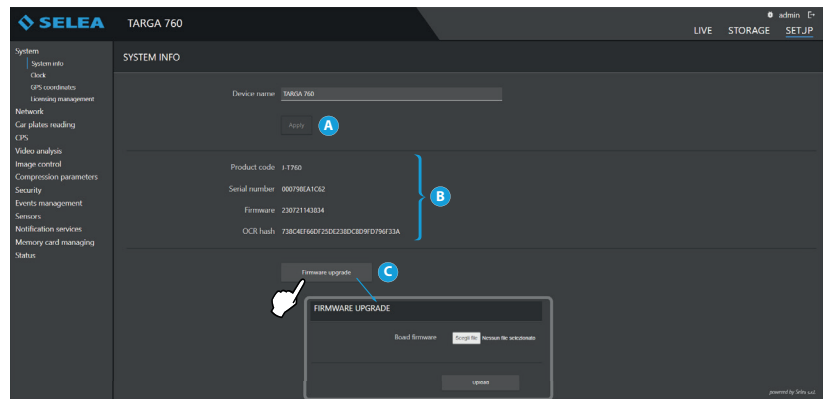 SELEA
TARGA 760
admin
LIVE STORAGE SETUP
System
System info
Clock
GPS coordinates
Licensing management
Network
Car plates reading
CPS
Video analysis
Image control
Compression parameters
Security
Events management
Sensors
Notification services
Memory card managing
Status
SYSTEM INFO
Device name TARGA 760
Apply A
Product code J-T760
Serial number 000798EA1C62
B
Firmware 230721143834
OCR hash 738C4EF66DF25DE238DC8D9FD796F33A
Firmware upgrade C
FIRMWARE UPGRADE
Board firmware Scegli file Nessun file selezionato
Upload
powered by Selea s.r.l.